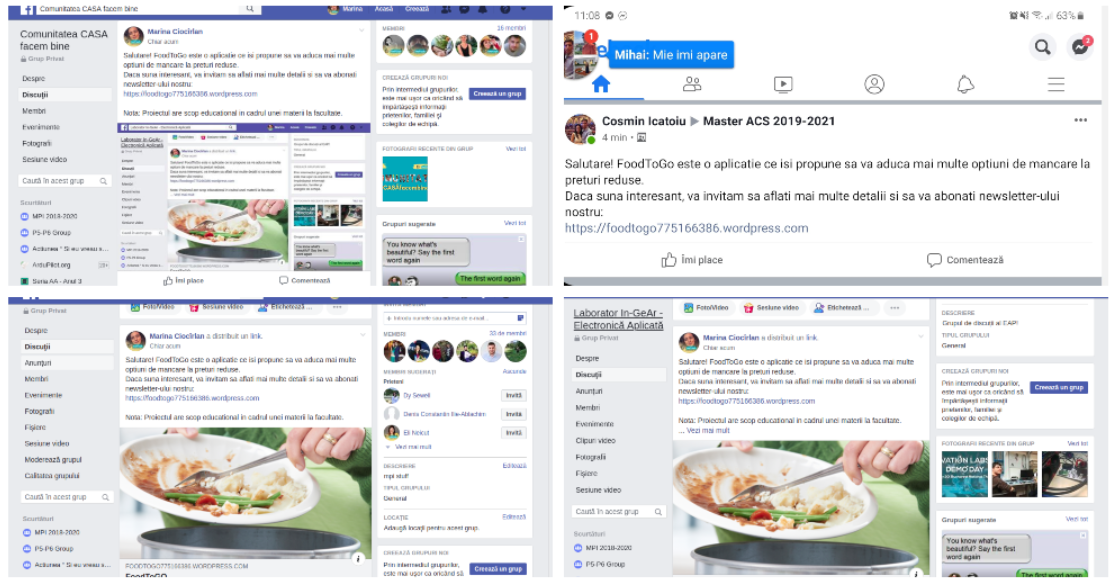 Comunitatea CASA facem bine
Marina
Acasă
Creează
Comunitatea CASA
facem bine
Grup Privat
Despre
Discuții
Membri
Evenimente
Fotografii
Sesiune video
Caută în acest grup
Scurtături
MPI 2018-2020
P5-P6 Group
Actiunea " Si eu vreau s...
ArduPilot.org
Seria AA - Anul 3
Marina Ciocîrlan
Chiar acum
Salutare! FoodToGo este o aplicatie ce isi propune sa va aduca mai multe
optiuni de mancare la preturi reduse.
Daca suna interesant, va invitam sa aflati mai multe detalii si sa va abonati
newsletter-ului nostru:
https://foodtogo775166386.wordpress.com
Nota: Proiectul are scop educational in cadrul unei materii la facultate.
Laborator In-GeAr -
Electronică Aplicată
Îmi place
Comentează
MEMBRI
16 membri
CREEAZĂ GRUPURI NOI
Prin intermediul grupurilor,
este mai ușor ca oricând să
împărtășești informații
prietenilor, familiei și
colegilor de echipă.
Creează un grup
FOTOGRAFII RECENTE DIN GRUP
Vezi tot
Grupuri sugerate
Vezi tot
You know what's
beautiful? Say the first
word again
The first word again
11:08
63%
1
Mihai: Mie imi apare
2
Cosmin Icatoiu ▶ Master ACS 2019-2021
4 min
Salutare! FoodToGo este o aplicatie ce isi propune sa va aduca mai multe optiuni de mancare la
preturi reduse.
Daca suna interesant, va invitam sa aflati mai multe detalii si sa va abonati newsletter-ului
nostru:
https://foodtogo775166386.wordpress.com
Îmi place
Comentează
Grup Privat
Despre
Discuții
Anunțuri
Membri
Evenimente
Fotografii
Fișiere
Sesiune video
Moderează grupul
Calitatea grupului
Caută în acest grup
Scurtături
MPI 2018-2020
P5-P6 Group
Actiunea " Si eu vreau s...
Foto/Video
Sesiune video
Etichetează ...
Marina Ciocîrlan a distribuit un link.
Chiar acum
Salutare! FoodToGo este o aplicatie ce isi propune sa va aduca mai multe
optiuni de mancare la preturi reduse.
Daca suna interesant, va invitam sa aflati mai multe detalii si sa va abonati
newsletter-ului nostru:
https://foodtogo775166386.wordpress.com
Nota: Proiectul are scop educational in cadrul unei materii la facultate.
FOODTOGO775166386.WORDPRESS.COM
FoodToGO
+ Introdu numele sau adresa de e-mail...
MEMBRI
33 de membri
MEMBRI SUGERAȚI
Ascunde
Prieteni
Dy Sewell
Invită
Denis Constantin Ilie-Ablachim
Invită
Eli Neicut
Invită
Vezi mai mult
DESCRIERE
Editează
mpi stuff
TIPUL GRUPULUI
General
LOCAȚIE
Editează
Adaugă locații pentru acest grup.
CREEAZĂ GRUPURI NOI
Prin intermediul grupurilor,
este mai ușor ca oricând să
Creează un grup
Laborator In-GeAr -
Electronică Aplicată
Grup Privat
Despre
Discuții
Anunțuri
Membri
Evenimente
Clipuri video
Fotografii
Fișiere
Sesiune video
Caută în acest grup
Scurtături
MPI 2018-2020
P5-P6 Group
Foto/Video
Sesiune video
Etichetează ...
Marina Ciocîrlan a distribuit un link.
Chiar acum
Salutare! FoodToGo este o aplicatie ce isi propune sa va aduca mai multe
optiuni de mancare la preturi reduse.
Daca suna interesant, va invitam sa aflati mai multe detalii si sa va abonati
newsletter-ului nostru:
https://foodtogo775166386.wordpress.com
Nota: Proiectul are scop educational in cadrul unei materii la facultate.
... Vezi mai mult
DESCRIERE
Grupul de discuții al EAP!
TIPUL GRUPULUI
General
CREEAZĂ GRUPURI NOI
Prin intermediul grupurilor,
este mai ușor ca oricând să
împărtășești informații
prietenilor, familiei și
colegilor de echipă.
Creează un grup
FOTOGRAFII RECENTE DIN GRUP
Vezi tot
DEMO DAY
Grupuri sugerate
Vezi tot
You know what's
beautiful? Say the first
word again
The first word again